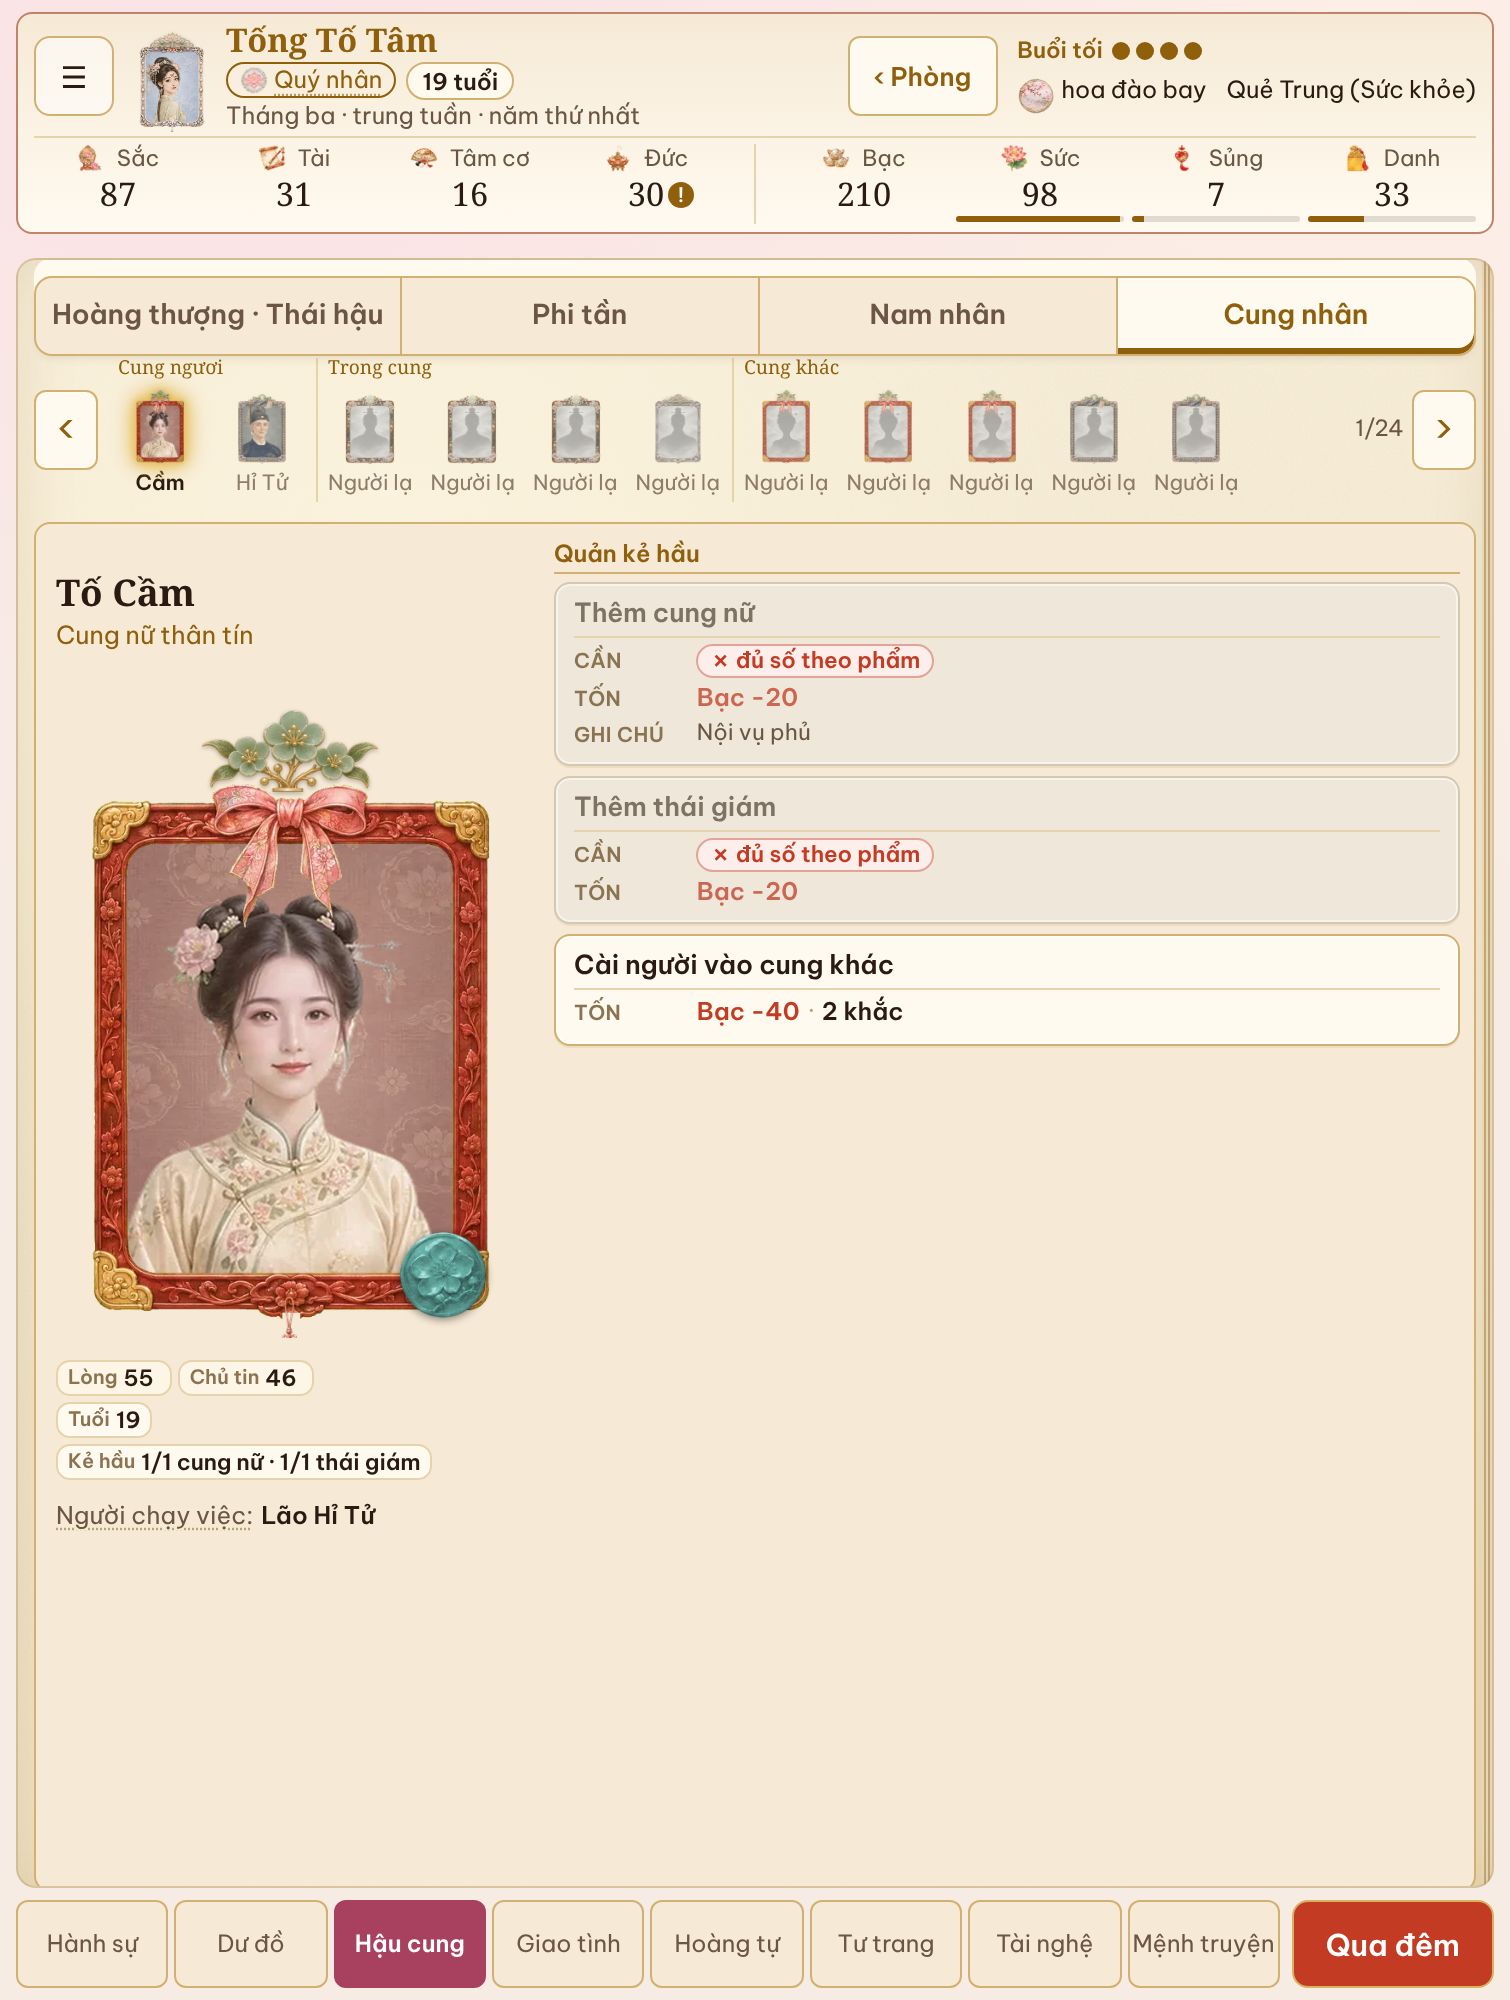 ☰
Tống Tố Tâm
Quý nhân
19 tuổi
Tháng ba · trung tuần · năm thứ nhất
‹ Phòng
Buổi tối
hoa đào bay Quẻ Trung (Sức khỏe)
Sắc Tài Tâm cơ Đức Bạc Sức Sủng Danh
87 31 16 30 ! 210 98 7 33
Hoàng thượng · Thái hậu Phi tần Nam nhân Cung nhân
Cung ngươi Trong cung Cung khác
‹ 1/24 ›
Cầm Hỉ Tử Người lạ Người lạ Người lạ Người lạ Người lạ Người lạ Người lạ Người lạ Người lạ
Tố Cầm
Cung nữ thân tín
Lòng 55 Chủ tin 46
Tuổi 19
Kẻ hầu 1/1 cung nữ · 1/1 thái giám
Người chạy việc: Lão Hỉ Tử
Quản kẻ hầu
Thêm cung nữ
CẦN × đủ số theo phẩm
TỐN Bạc -20
GHI CHÚ Nội vụ phủ
Thêm thái giám
CẦN × đủ số theo phẩm
TỐN Bạc -20
Cài người vào cung khác
TỐN Bạc -40 · 2 khắc
Hành sự Dư đồ Hậu cung Giao tình Hoàng tự Tư trang Tài nghệ Mệnh truyện Qua đêm